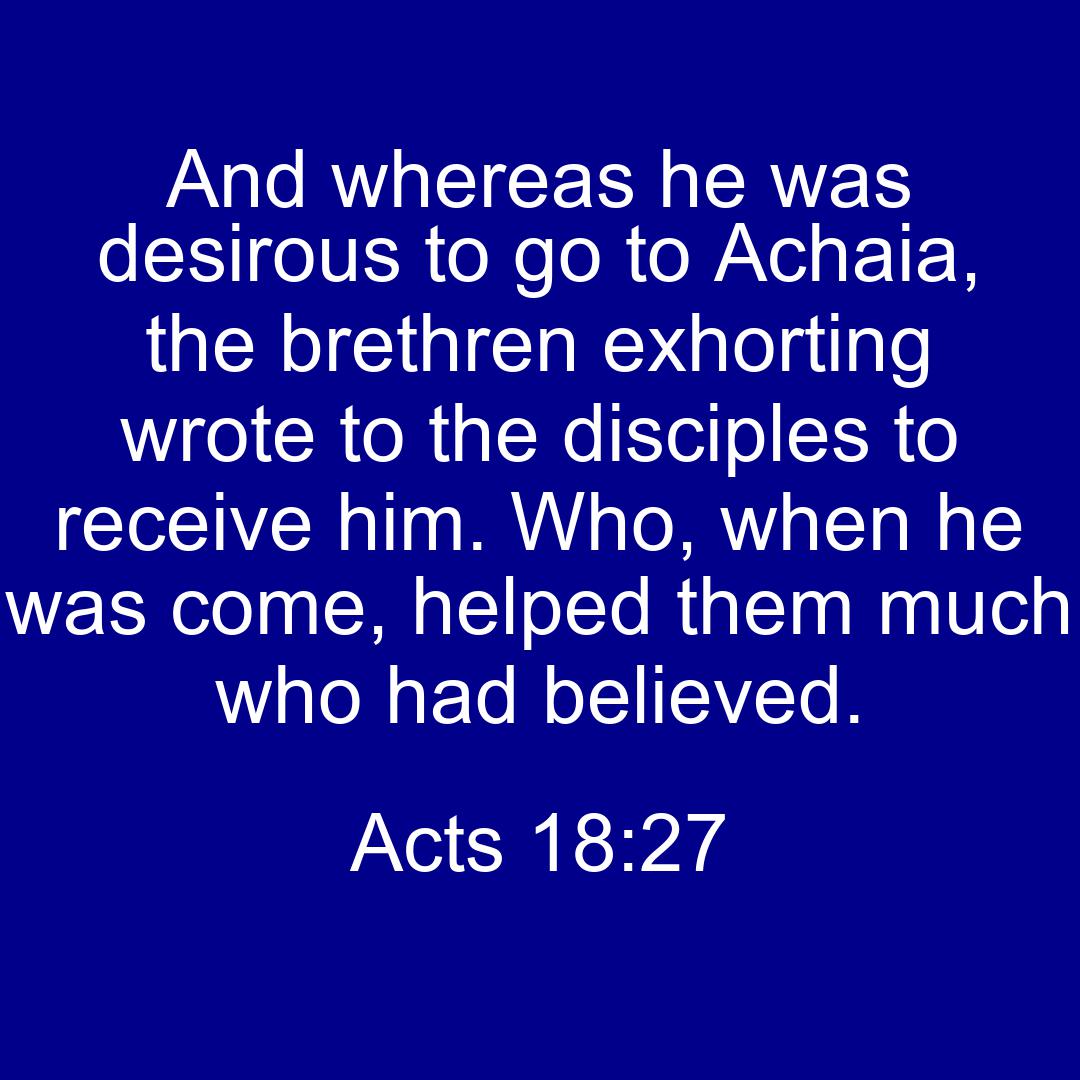 And whereas he was
desirous to go to Achaia,
the brethren exhorting
wrote to the disciples to
receive him. Who, when he
was come, helped them much
who had believed.
Acts 18:27